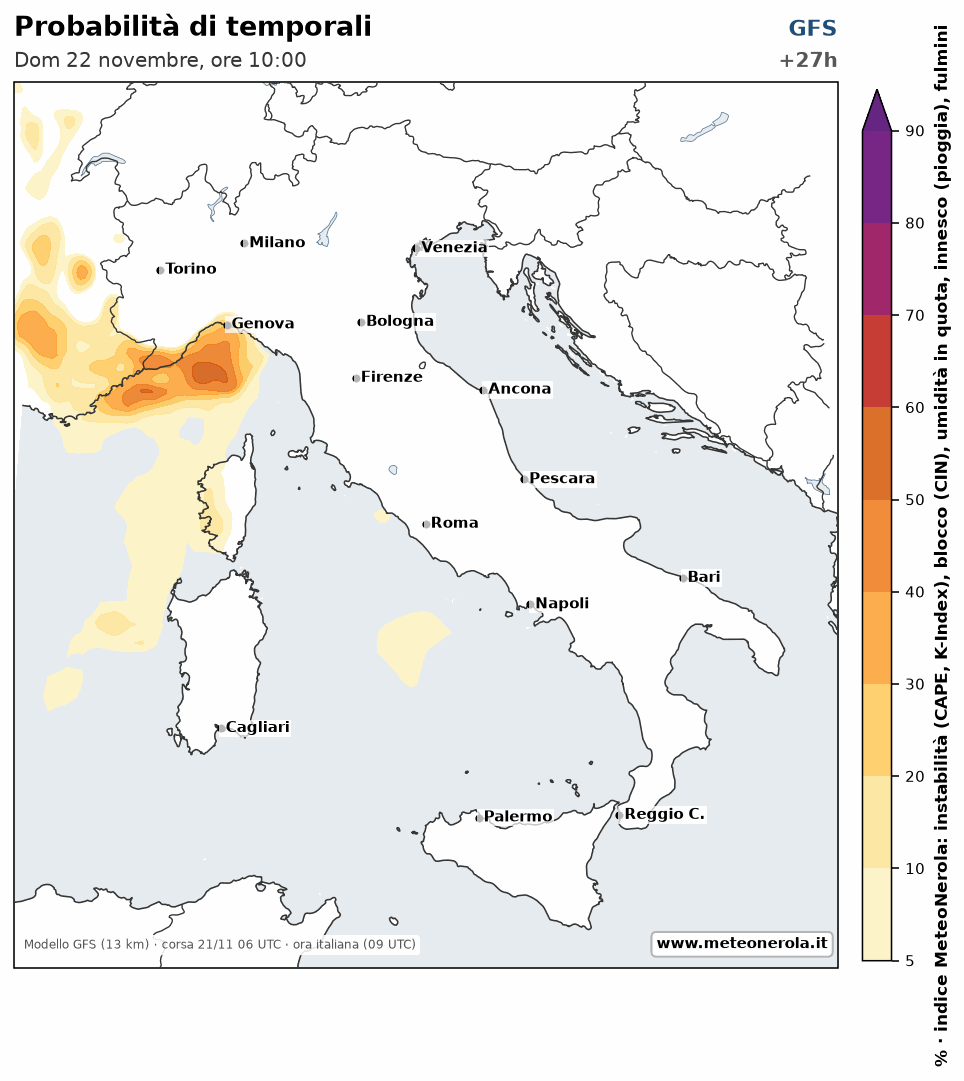 Probabilità di temporali
GFS
Dom 22 novembre, ore 10:00
+27h
Milano
Venezia
Torino
Genova
Bologna
Firenze
Ancona
Pescara
Roma
Bari
Napoli
Cagliari
Palermo
Reggio C.
Modello GFS (13 km) · corsa 21/11 06 UTC · ora italiana (09 UTC)
www.meteonerola.it
90
80
70
60
50
40
30
20
10
5
% · indice MeteoNerola: instabilità (CAPE, K-Index), blocco (CIN), umidità in quota, innesco (pioggia), fulmini